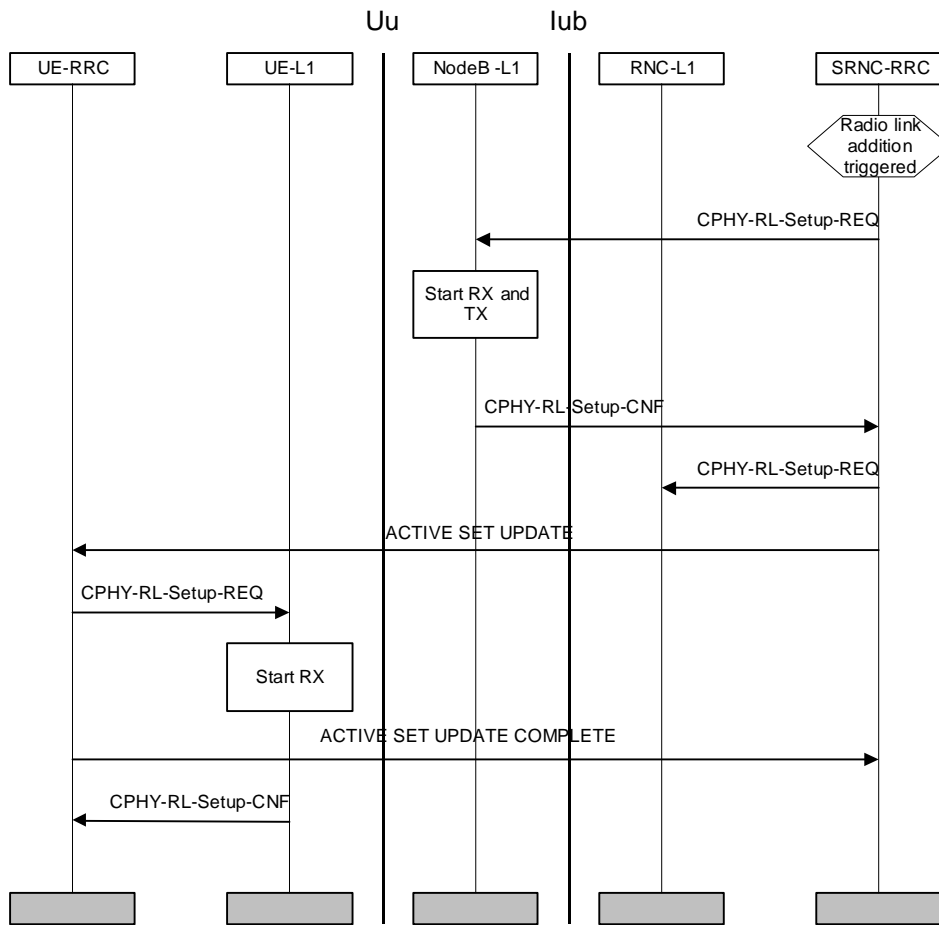 Uu
Iub
UE-RRC
UE-L1
NodeB -L1
RNC-L1
SRNC-RRC
Radio link
addition
triggered
CPHY-RL-Setup-REQ
Start RX and
TX
CPHY-RL-Setup-CNF
CPHY-RL-Setup-REQ
ACTIVE SET UPDATE
CPHY-RL-Setup-REQ
Start RX
ACTIVE SET UPDATE COMPLETE
CPHY-RL-Setup-CNF